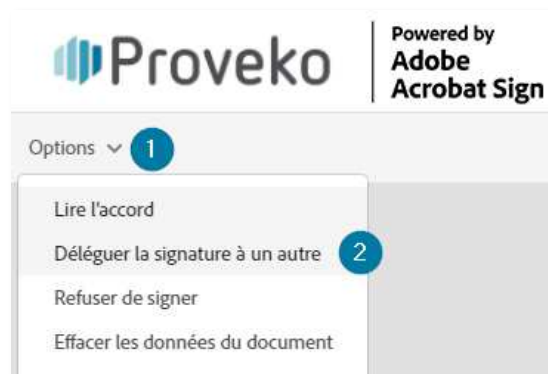 Proveko
Powered by
Adobe
Acrobat Sign
Options 1
Lire l'accord
Déléguer la signature à un autre 2
Refuser de signer
Effacer les données du document